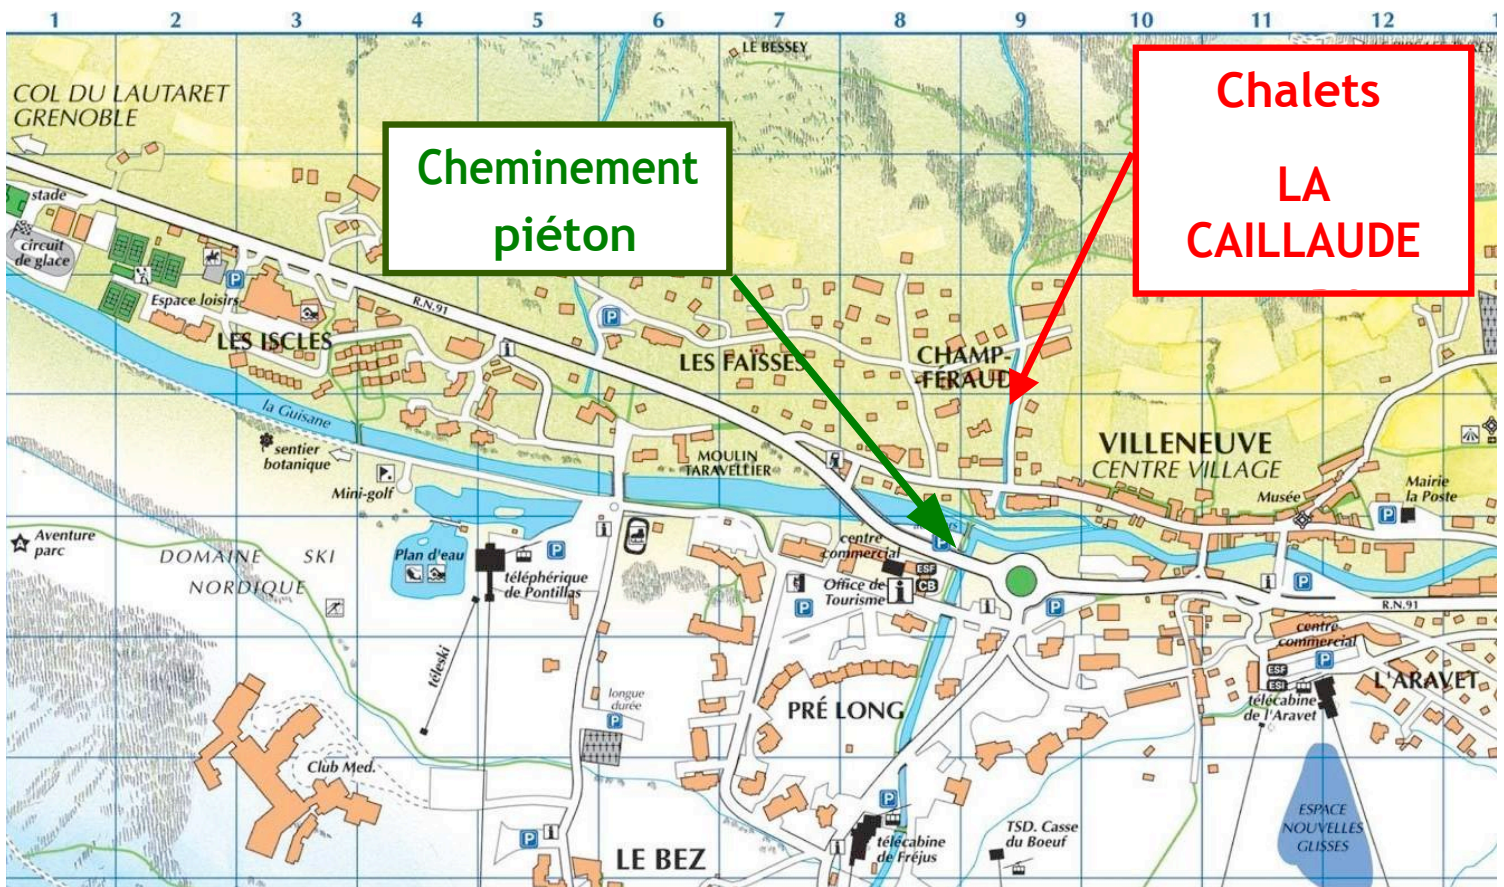 1 2 3 4 5 6 7 8 9 10 11 12
LE BESSEY
COL DU LAUTARET
GRENOBLE
Chalets
LA
CAILLAUDE
Cheminement
piéton
stade
circuit
de glace
P
Espace loisirs
R.N.91
P
LES ISCLES
i
LES FAÏSSES
CHAMP-
-FÉRAUD
la Guisane
sentier
botanique
VILLENEUVE
CENTRE VILLAGE
MOULIN
TARAVELLIER
Mini-golf
Musée
Mairie
la Poste
P
Aventure
parc
DOMAINE SKI
NORDIQUE
Plan d'eau
P
téléphérique
de Pontillas
i
centre
commercial
P
ESF
CB
Office de
Tourisme
i
P
i
P
i
P
R.N.91
centre
commercial
P
ESF
ESI
L'ARAVET
télécabine
de l'Aravet
téleski
longue
durée
P
PRÉ LONG
Club Med.
P
i
LE BEZ
P
i
télécabine
de Fréjus
TSD. Casse
du Boeuf
ESPACE
NOUVELLES
GLISSES